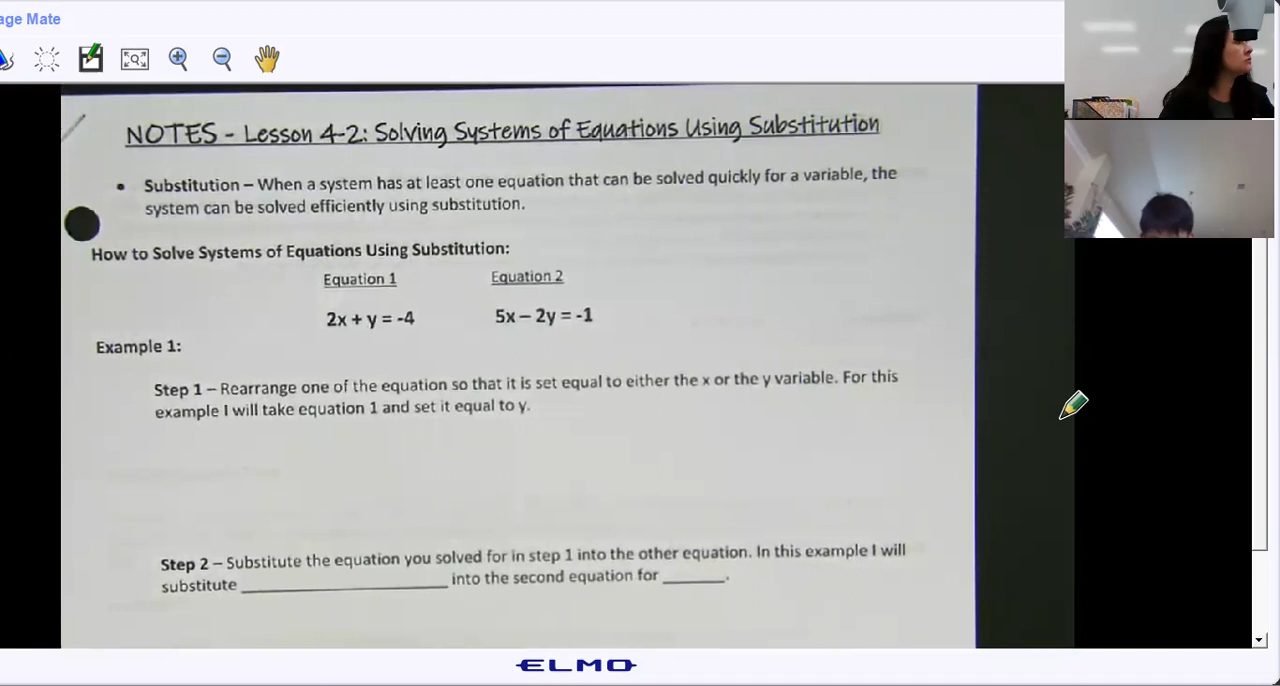 age Mate
NOTES - Lesson 4-2: Solving Systems of Equations Using Substitution
• Substitution – When a system has at least one equation that can be solved quickly for a variable, the
system can be solved efficiently using substitution.
How to Solve Systems of Equations Using Substitution:
Equation 1 Equation 2
2x + y = -4 5x – 2y = -1
Example 1:
Step 1 – Rearrange one of the equation so that it is set equal to either the x or the y variable. For this
example I will take equation 1 and set it equal to y.
Step 2 – Substitute the equation you solved for in step 1 into the other equation. In this example I will
substitute ____________________ into the second equation for ______.
ELMO